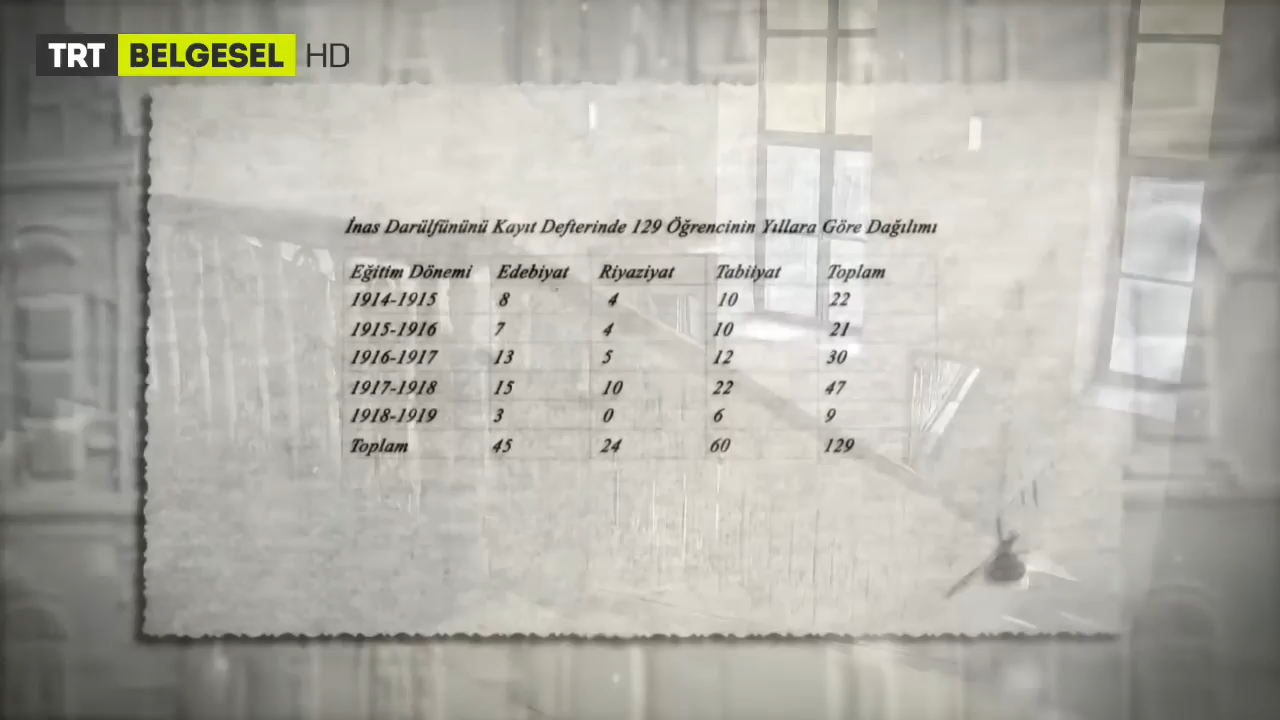 TRT BELGESEL HD
İnas Darülfününü Kayıt Defterinde 129 Öğrencinin Yıllara Göre Dağılımı
Eğitim Dönemi Edebiyat Riyaziyat Tabiiyat Toplam
1914-1915 8 4 10 22
1915-1916 7 4 10 21
1916-1917 13 5 12 30
1917-1918 15 10 22 47
1918-1919 3 0 6 9
Toplam 45 24 60 129